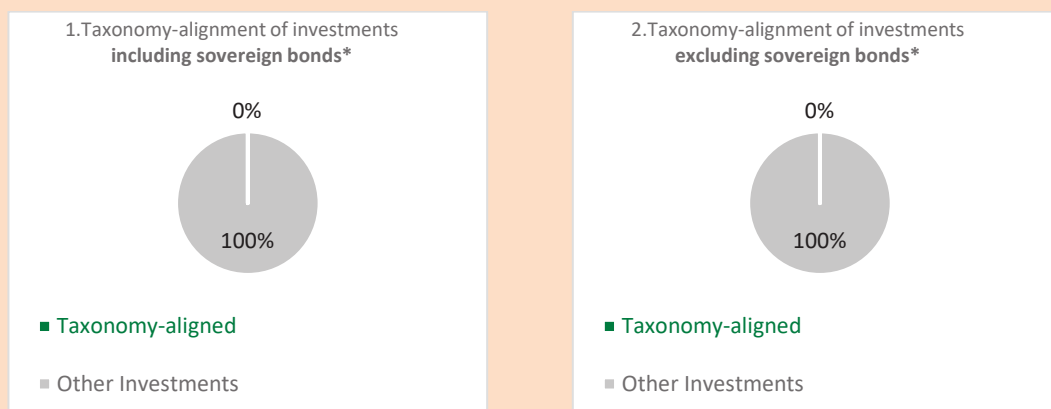 1.Taxonomy-alignment of investments
including sovereign bonds*
0%
100%
Taxonomy-aligned
Other Investments
2.Taxonomy-alignment of investments
excluding sovereign bonds*
0%
100%
Taxonomy-aligned
Other Investments